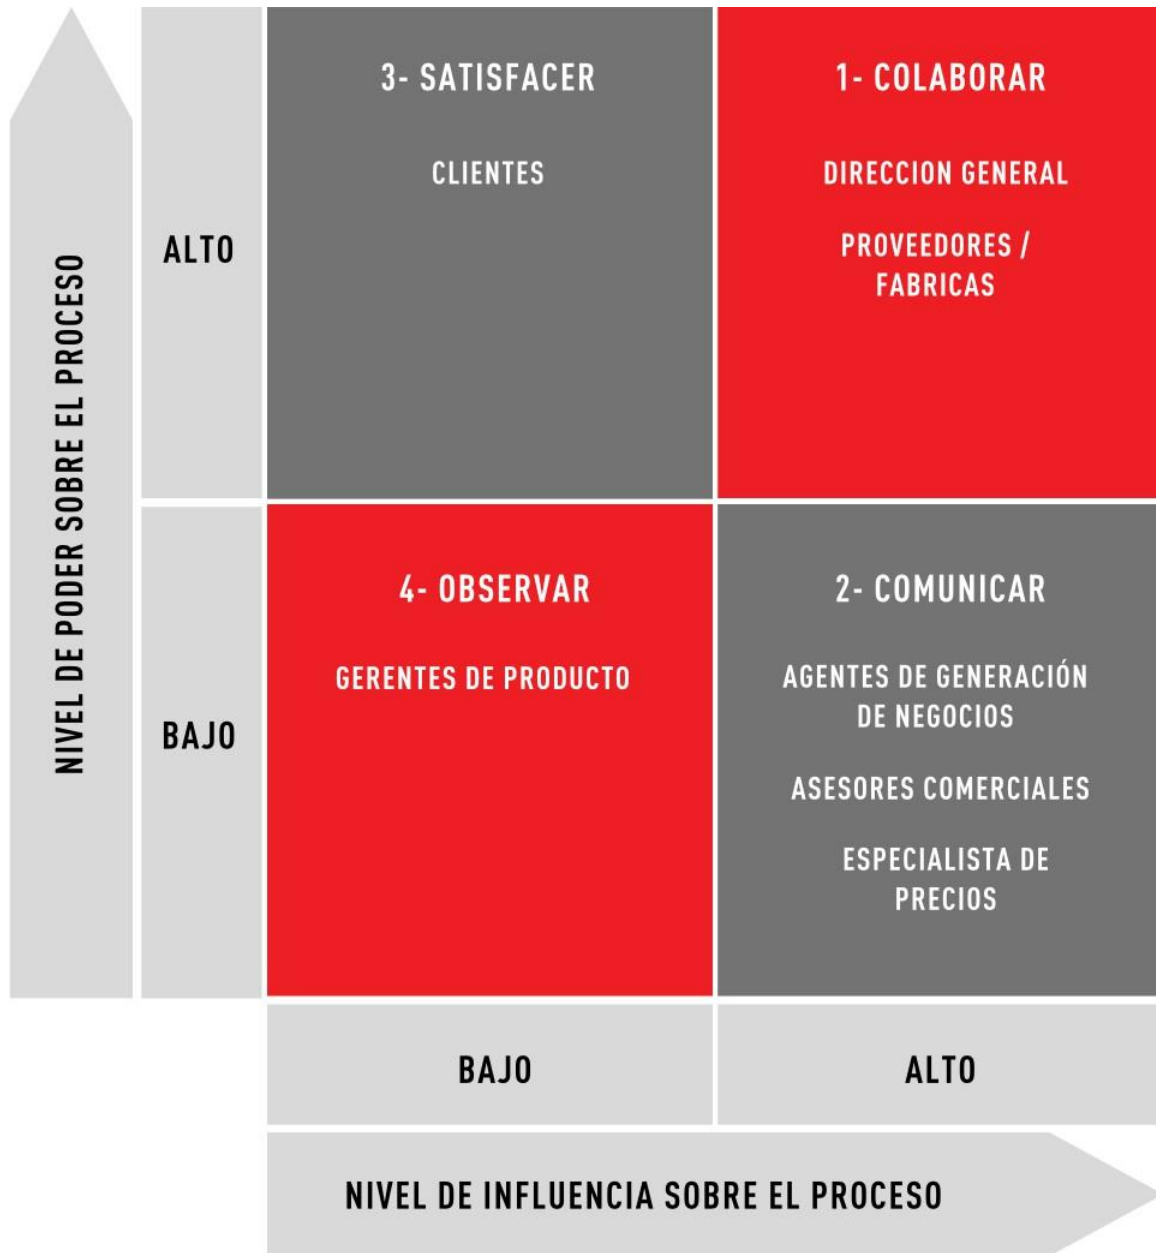 NIVEL DE PODER SOBRE EL PROCESO
ALTO
3- SATISFACER
CLIENTES
1- COLABORAR
DIRECCION GENERAL
PROVEEDORES /
FABRICAS
BAJO
4- OBSERVAR
GERENTES DE PRODUCTO
2- COMUNICAR
AGENTES DE GENERACIÓN
DE NEGOCIOS
ASESORES COMERCIALES
ESPECIALISTA DE
PRECIOS
BAJO
ALTO
NIVEL DE INFLUENCIA SOBRE EL PROCESO